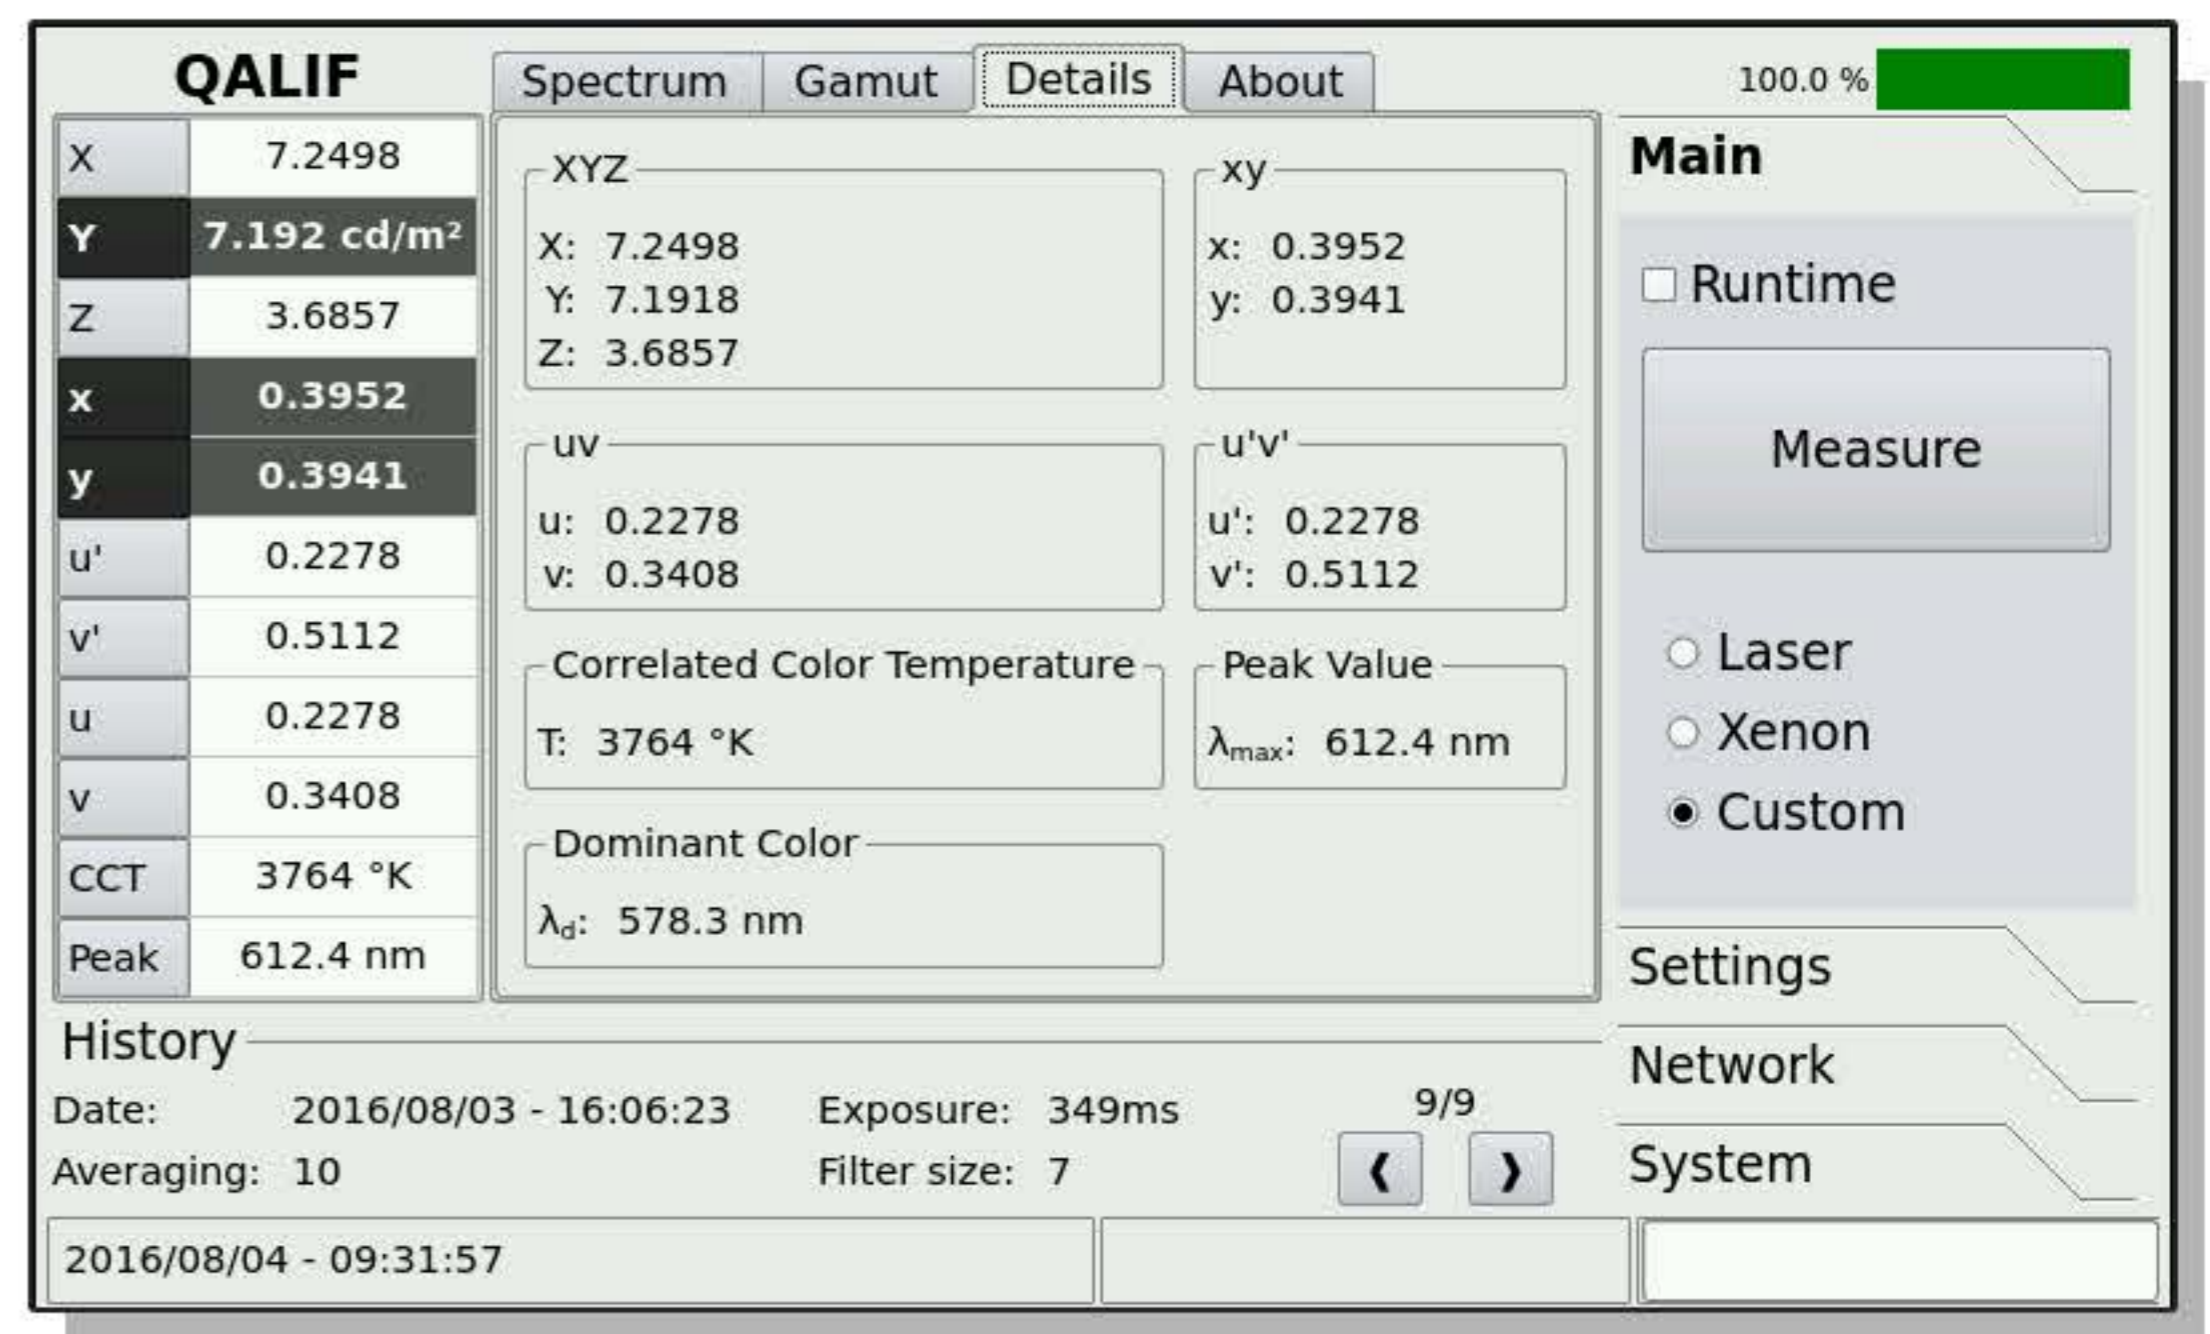 QALIF
Spectrum Gamut Details About
100.0 %
X 7.2498
Y 7.192 cd/m²
Z 3.6857
x 0.3952
y 0.3941
u' 0.2278
v' 0.5112
u 0.2278
v 0.3408
CCT 3764 °K
Peak 612.4 nm
XYZ
X: 7.2498
Y: 7.1918
Z: 3.6857
xy
x: 0.3952
y: 0.3941
uv
u: 0.2278
v: 0.3408
u'v'
u': 0.2278
v': 0.5112
Correlated Color Temperature
T: 3764 °K
Peak Value
λmax: 612.4 nm
Dominant Color
λd: 578.3 nm
Main
Runtime
Measure
Laser
Xenon
Custom
Settings
Network
System
History
Date: 2016/08/03 - 16:06:23 Exposure: 349ms 9/9
Averaging: 10 Filter size: 7 ❰ ❱
2016/08/04 - 09:31:57